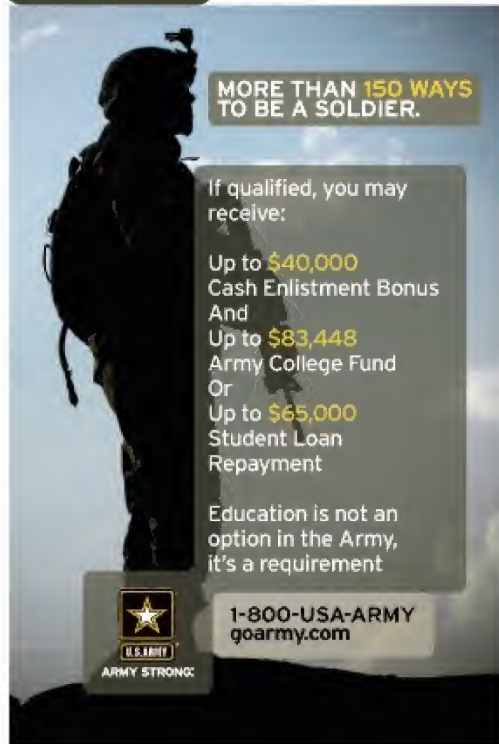 MORE THAN 150 WAYS
TO BE A SOLDIER.
If qualified, you may
receive:
Up to $40,000
Cash Enlistment Bonus
And
Up to $83,448
Army College Fund
Or
Up to $65,000
Student Loan
Repayment
Education is not an
option in the Army,
it's a requirement
1-800-USA-ARMY
goarmy.com
U.S.ARMY
ARMY STRONG: